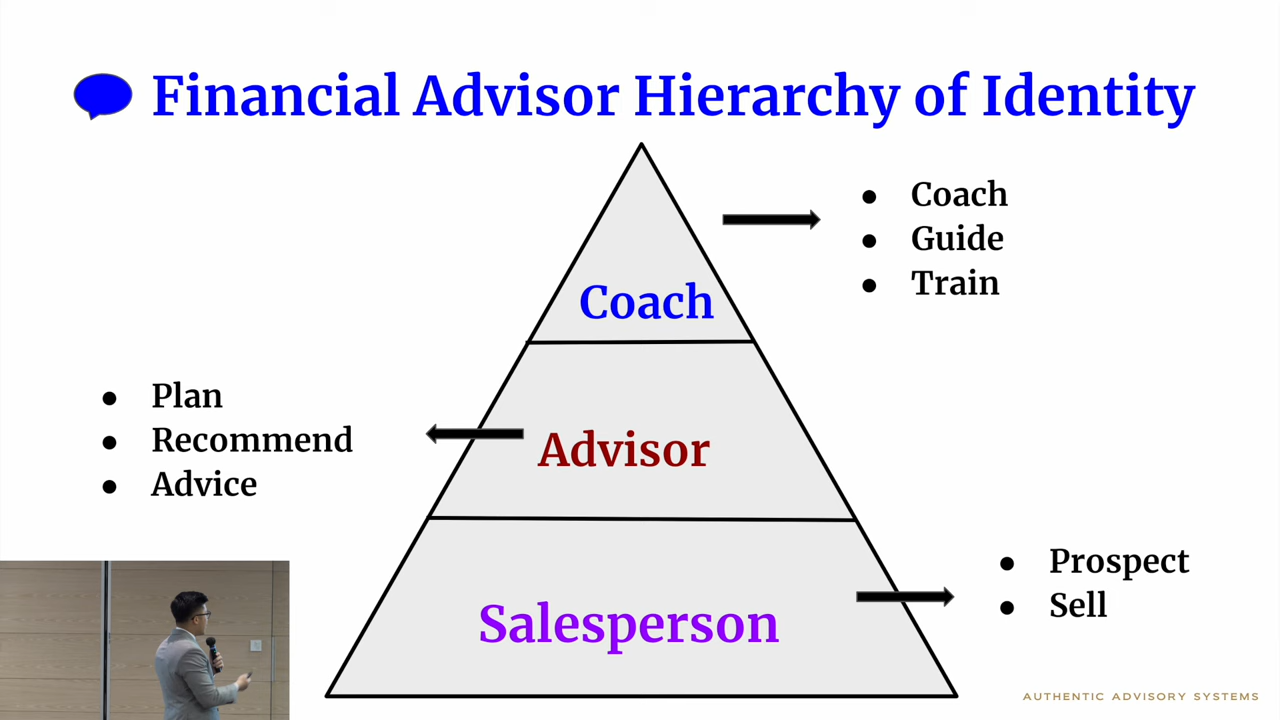 Financial Advisor Hierarchy of Identity
● Coach
● Guide
● Train
Coach
● Plan
● Recommend
● Advice
Advisor
● Prospect
● Sell
Salesperson
AUTHENTIC ADVISORY SYSTEMS